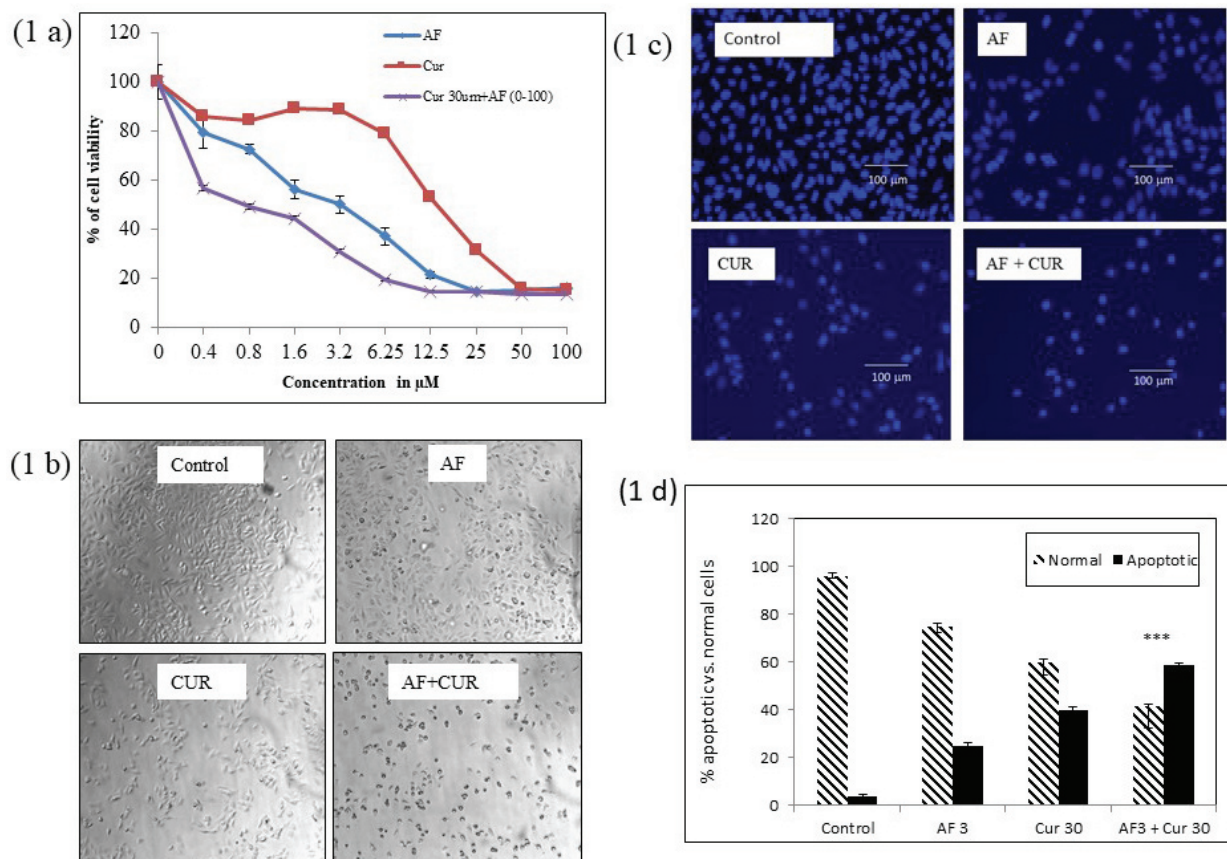 (1 a)
120
100
80
60
40
20
0
% of cell viability
AF
Cur
Cur 30um+AF (0-100)
0 0.4 0.8 1.6 3.2 6.25 12.5 25 50 100
Concentration in µM
(1 b)
Control
AF
CUR
AF+CUR
(1 c)
Control
100 µm
AF
100 µm
CUR
100 µm
AF + CUR
100 µm
(1 d)
120
100
80
60
40
20
0
% apoptotic vs. normal cells
Normal Apoptotic
***
Control AF 3 Cur 30 AF3 + Cur 30